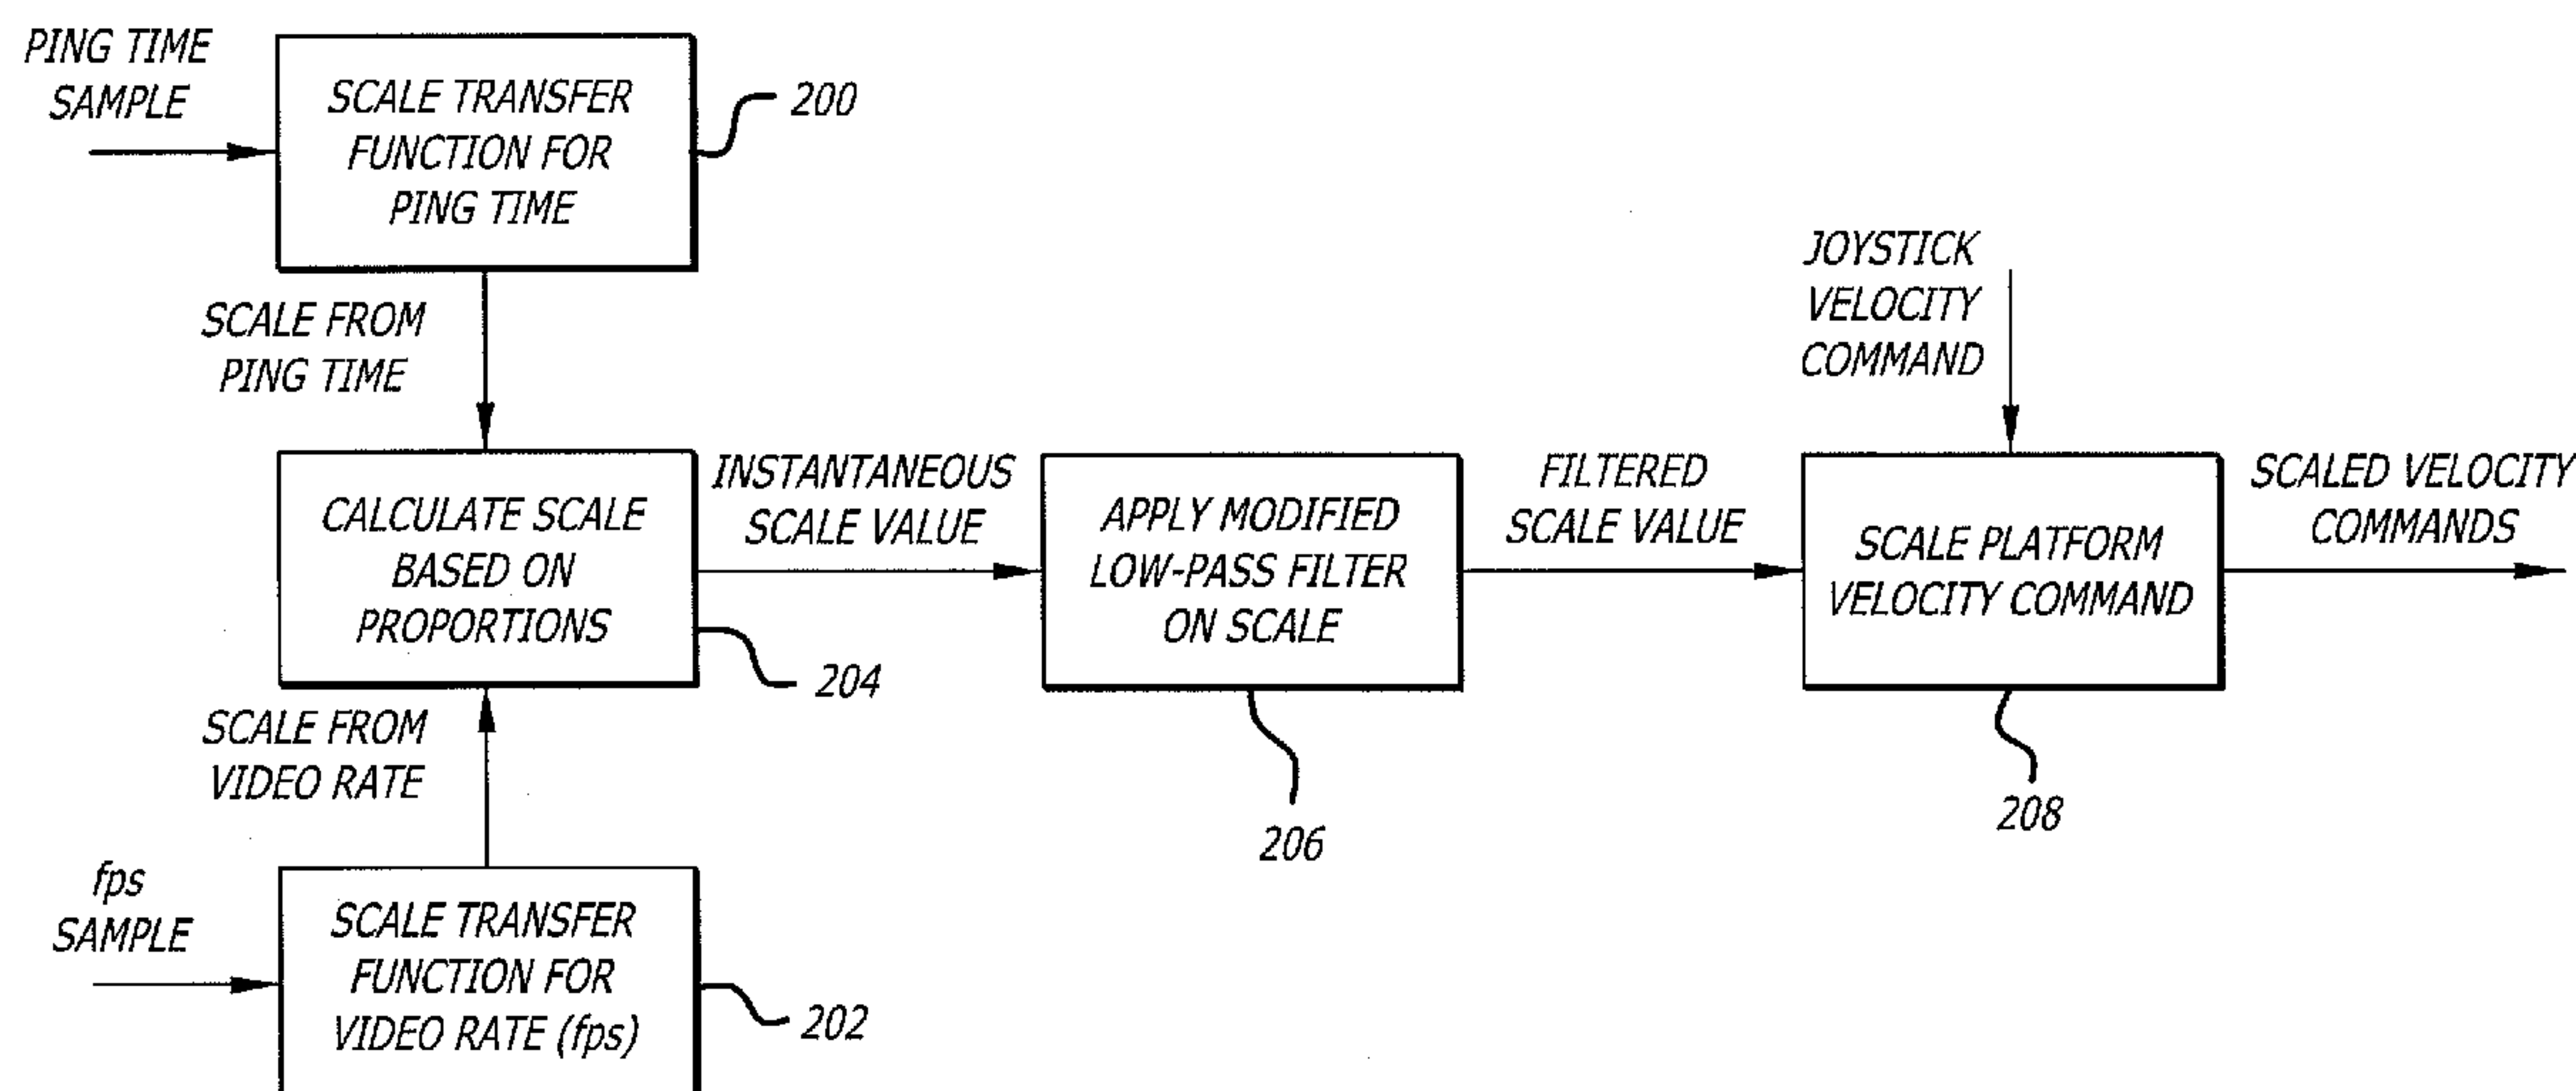 PING TIME
SAMPLE
SCALE TRANSFER
FUNCTION FOR
PING TIME
200
SCALE FROM
PING TIME
JOYSTICK
VELOCITY
COMMAND
CALCULATE SCALE
BASED ON
PROPORTIONS
204
INSTANTANEOUS
SCALE VALUE
APPLY MODIFIED
LOW-PASS FILTER
ON SCALE
206
FILTERED
SCALE VALUE
SCALE PLATFORM
VELOCITY COMMAND
208
SCALED VELOCITY
COMMANDS
SCALE FROM
VIDEO RATE
fps
SAMPLE
SCALE TRANSFER
FUNCTION FOR
VIDEO RATE (fps)
202